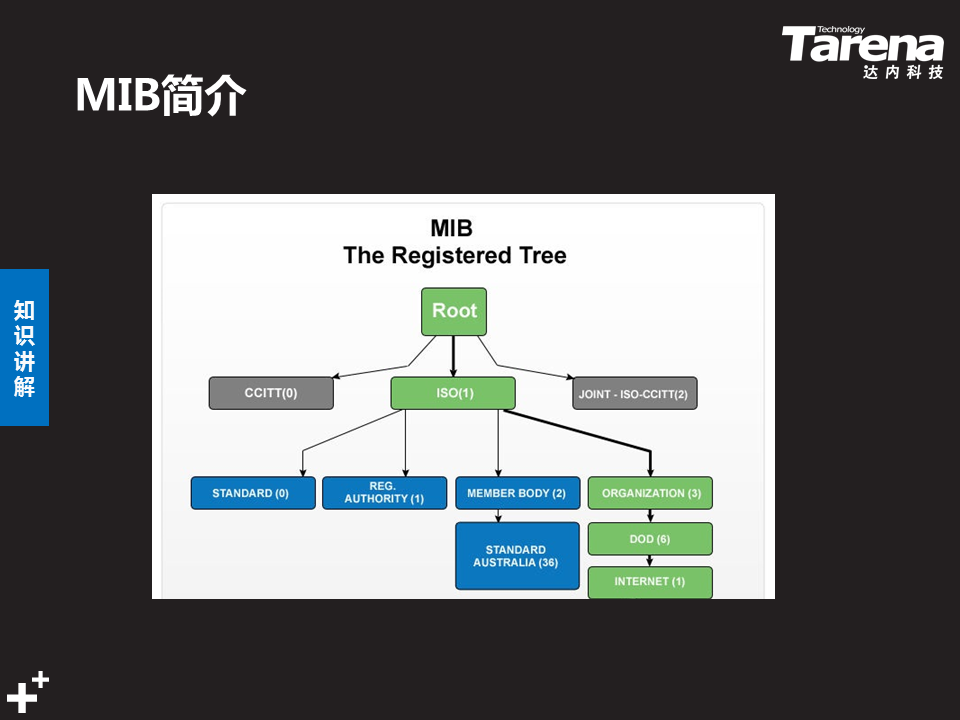 Technology
Tarena
达内科技
MIB简介
知识讲解
MIB
The Registered Tree
Root
CCITT(0)
ISO(1)
JOINT - ISO-CCITT(2)
STANDARD (0)
REG.
AUTHORITY (1)
MEMBER BODY (2)
ORGANIZATION (3)
STANDARD
AUSTRALIA (36)
DOD (6)
INTERNET (1)